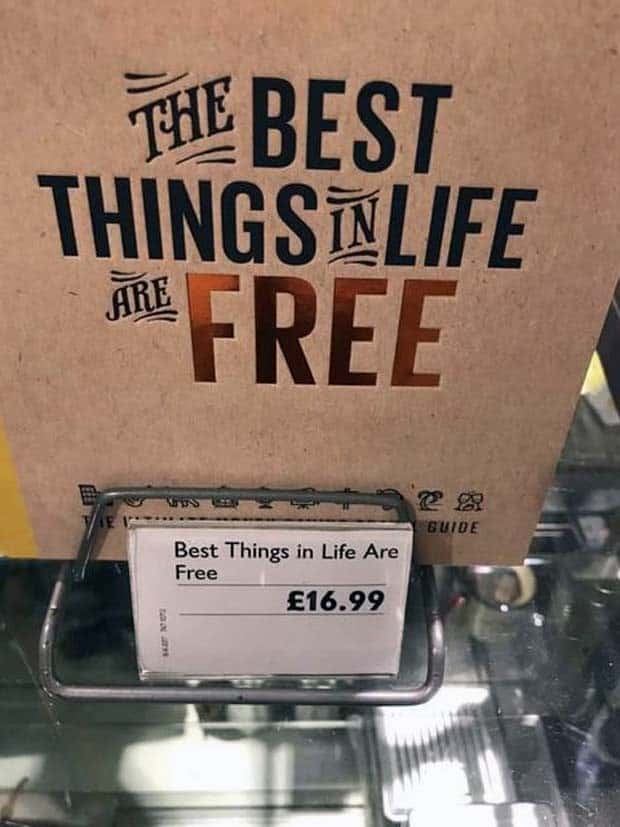 THE BEST
THINGS IN LIFE
ARE FREE
GUIDE
Best Things in Life Are
Free
£16.99